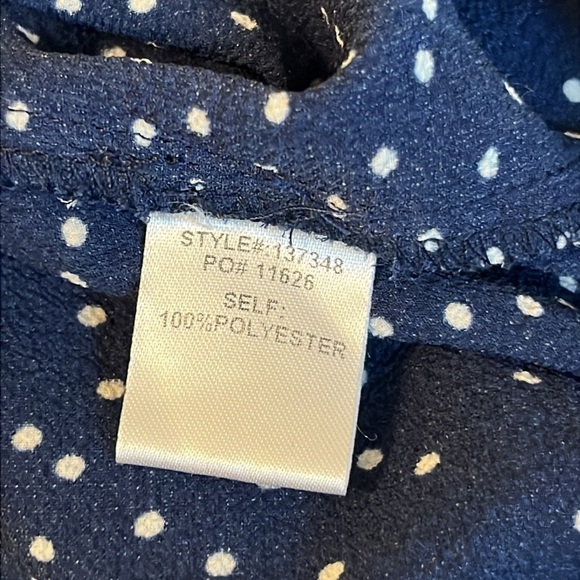 STYLE#:137348
PO# 11626
SELF:
100%POLYESTER